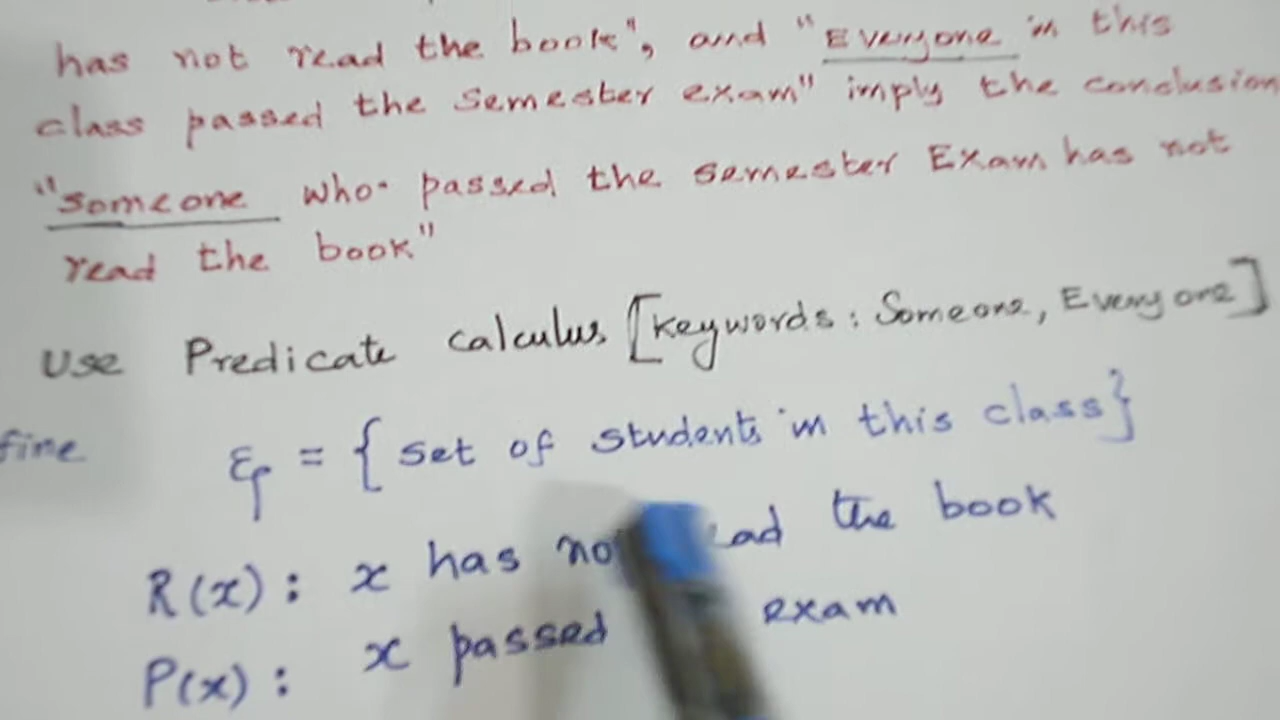 has not read the book", and "Everyone in this
class passed the semester exam" imply the conclusion
"someone who passed the semester Exam has not
read the book"
Use Predicate calculus [Keywords: Someone, Everyone]
fine = { set of students in this class}
R(x): x has the book
P(x): x passed exam